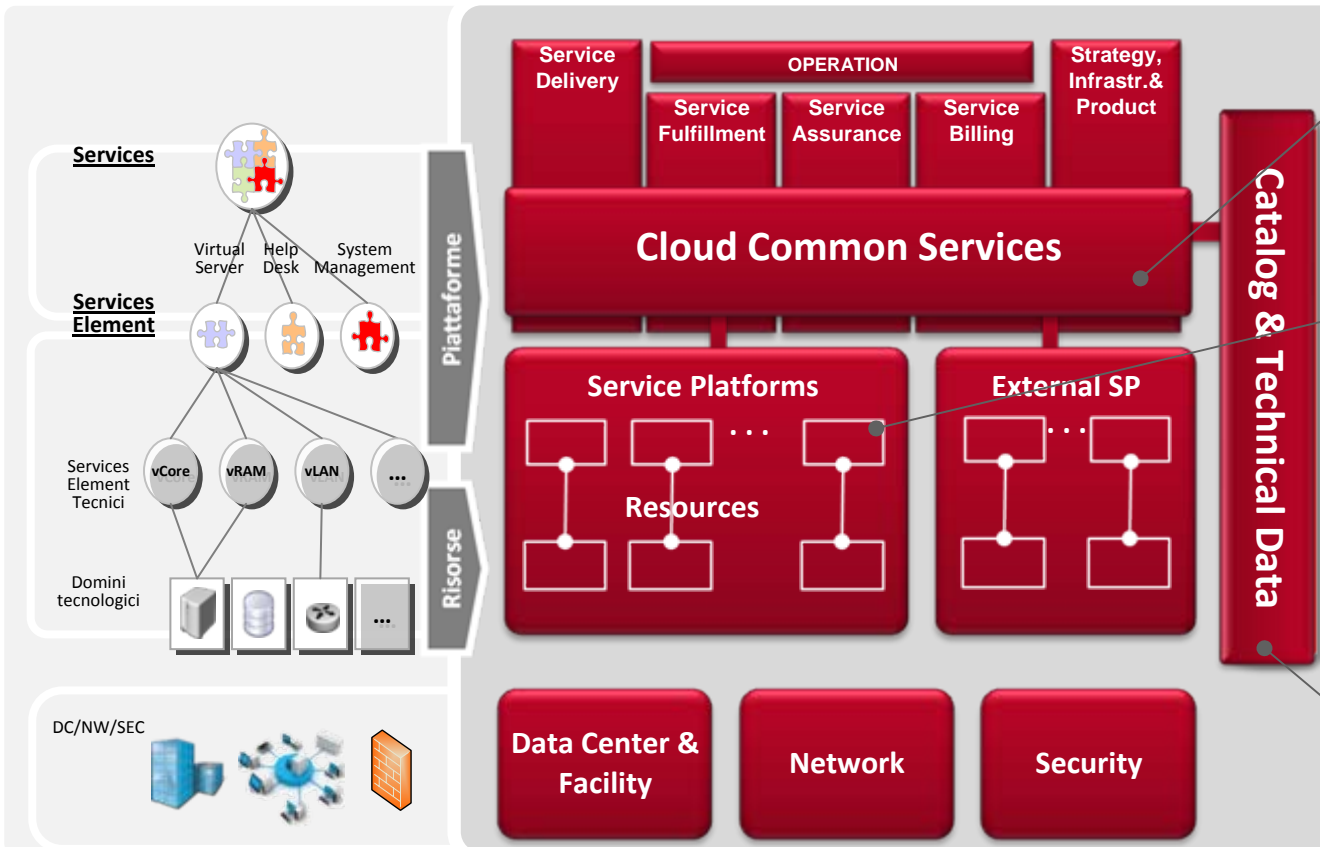 Services
Virtual
Server
Help
Desk
System
Management
Services
Element
Services
Element
Tecnici
vCore
vRAM
vLAN
...
Domini
tecnologici
...
DC/NW/SEC
Piattaforme
Risorse
Service
Delivery
OPERATION
Service
Fulfillment
Service
Assurance
Service
Billing
Strategy,
Infrastr.&
Product
Cloud Common Services
Service Platforms
...
Resources
External SP
...
Catalog & Technical Data
Data Center &
Facility
Network
Security